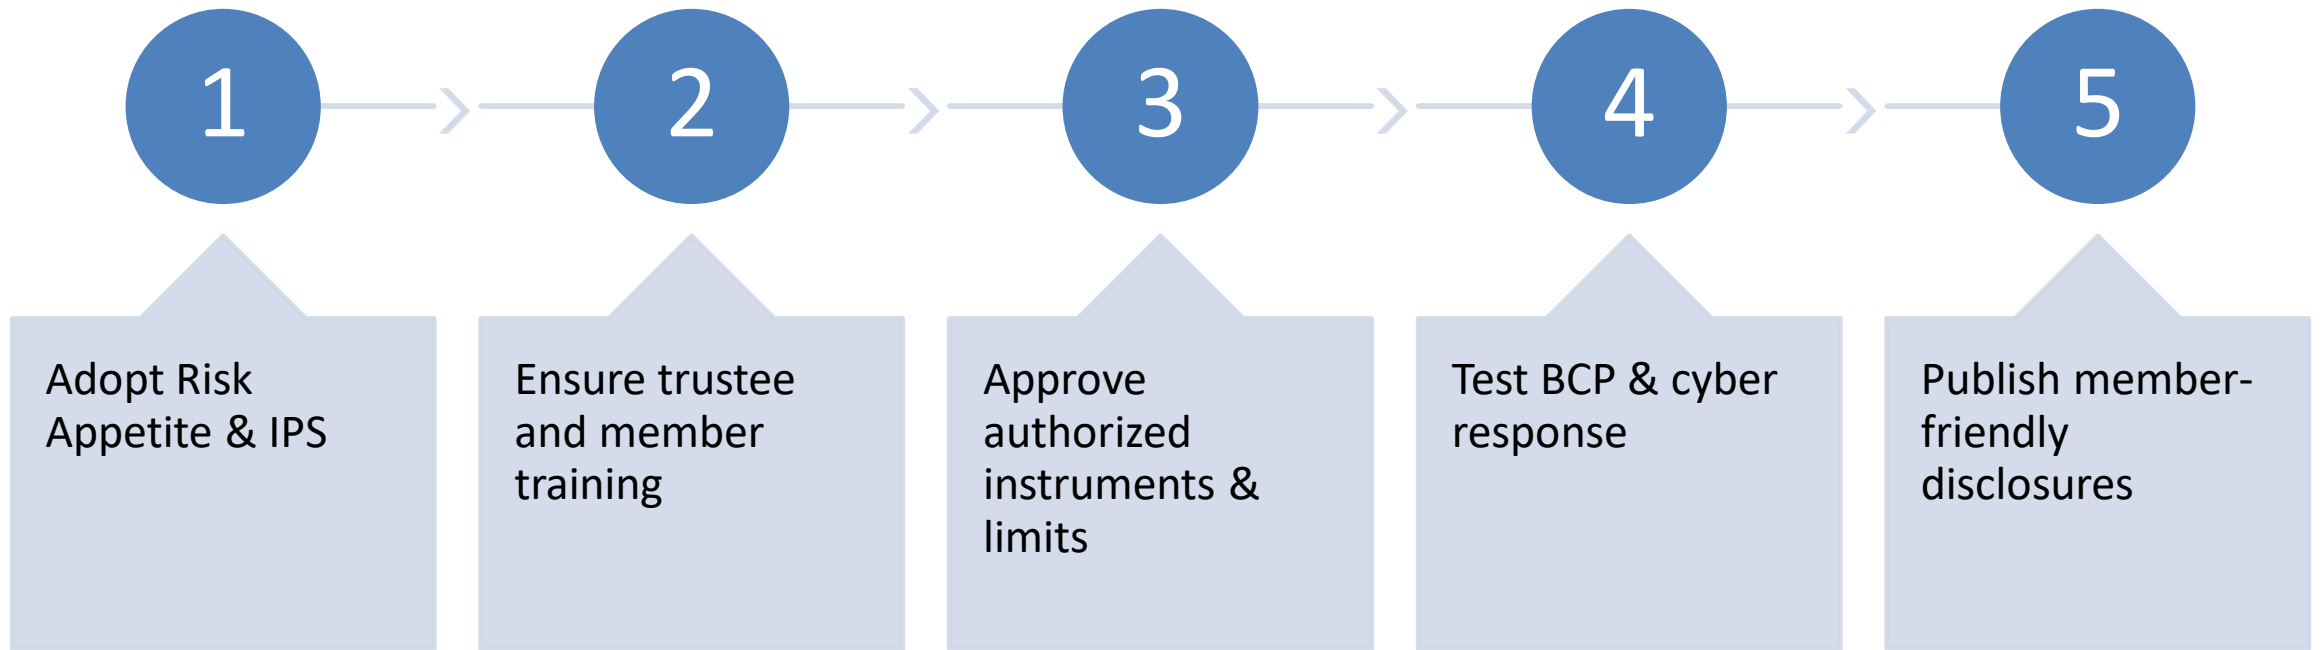 1
2
3
4
5
Adopt Risk
Appetite & IPS
Ensure trustee
and member
training
Approve
authorized
instruments &
limits
Test BCP & cyber
response
Publish member-
friendly
disclosures